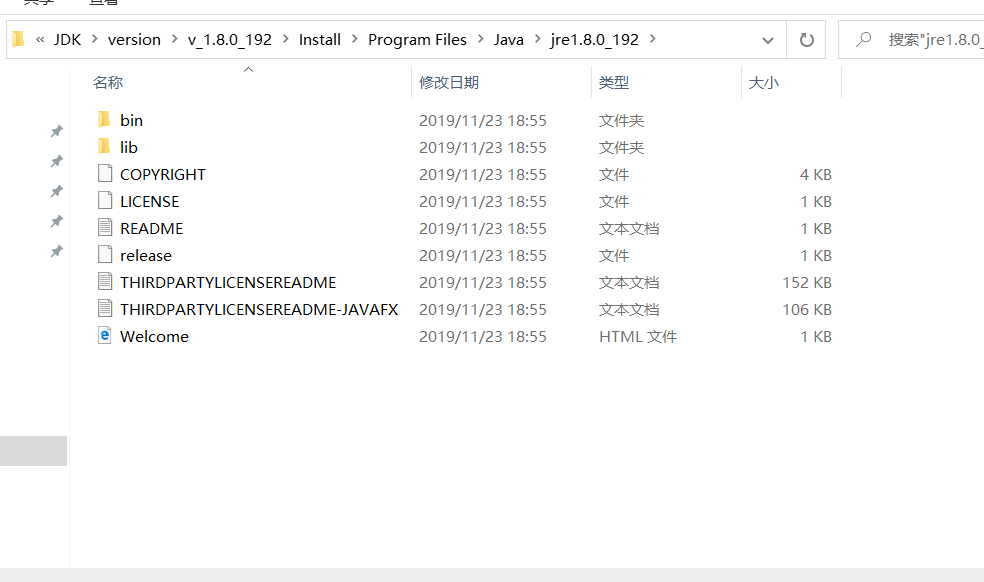 共享 查看
« JDK > version > v_1.8.0_192 > Install > Program Files > Java > jre1.8.0_192 > 搜索"jre1.8.0_
名称 修改日期 类型 大小
bin 2019/11/23 18:55 文件夹
lib 2019/11/23 18:55 文件夹
COPYRIGHT 2019/11/23 18:55 文件 4 KB
LICENSE 2019/11/23 18:55 文件 1 KB
README 2019/11/23 18:55 文本文档 1 KB
release 2019/11/23 18:55 文件 1 KB
THIRDPARTYLICENSEREADME 2019/11/23 18:55 文本文档 152 KB
THIRDPARTYLICENSEREADME-JAVAFX 2019/11/23 18:55 文本文档 106 KB
Welcome 2019/11/23 18:55 HTML 文件 1 KB